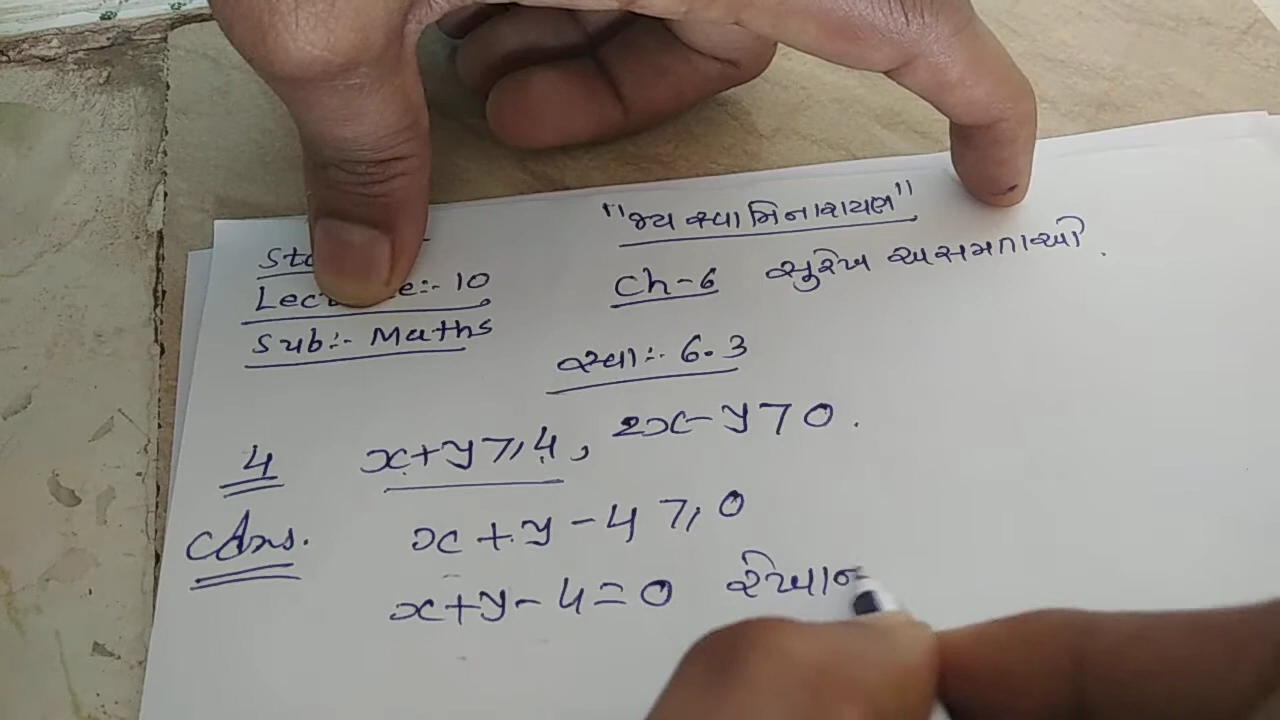 "જય સ્વામિનારાયણ"
Lecture:- 10
Ch-6 સુરેખ અસમતાઓ.
Sub:- Maths
સ્વા:- 6.3
4 x+y≥4, 2x-y>0.
Ans. x+y-4≥0
x+y-4=0